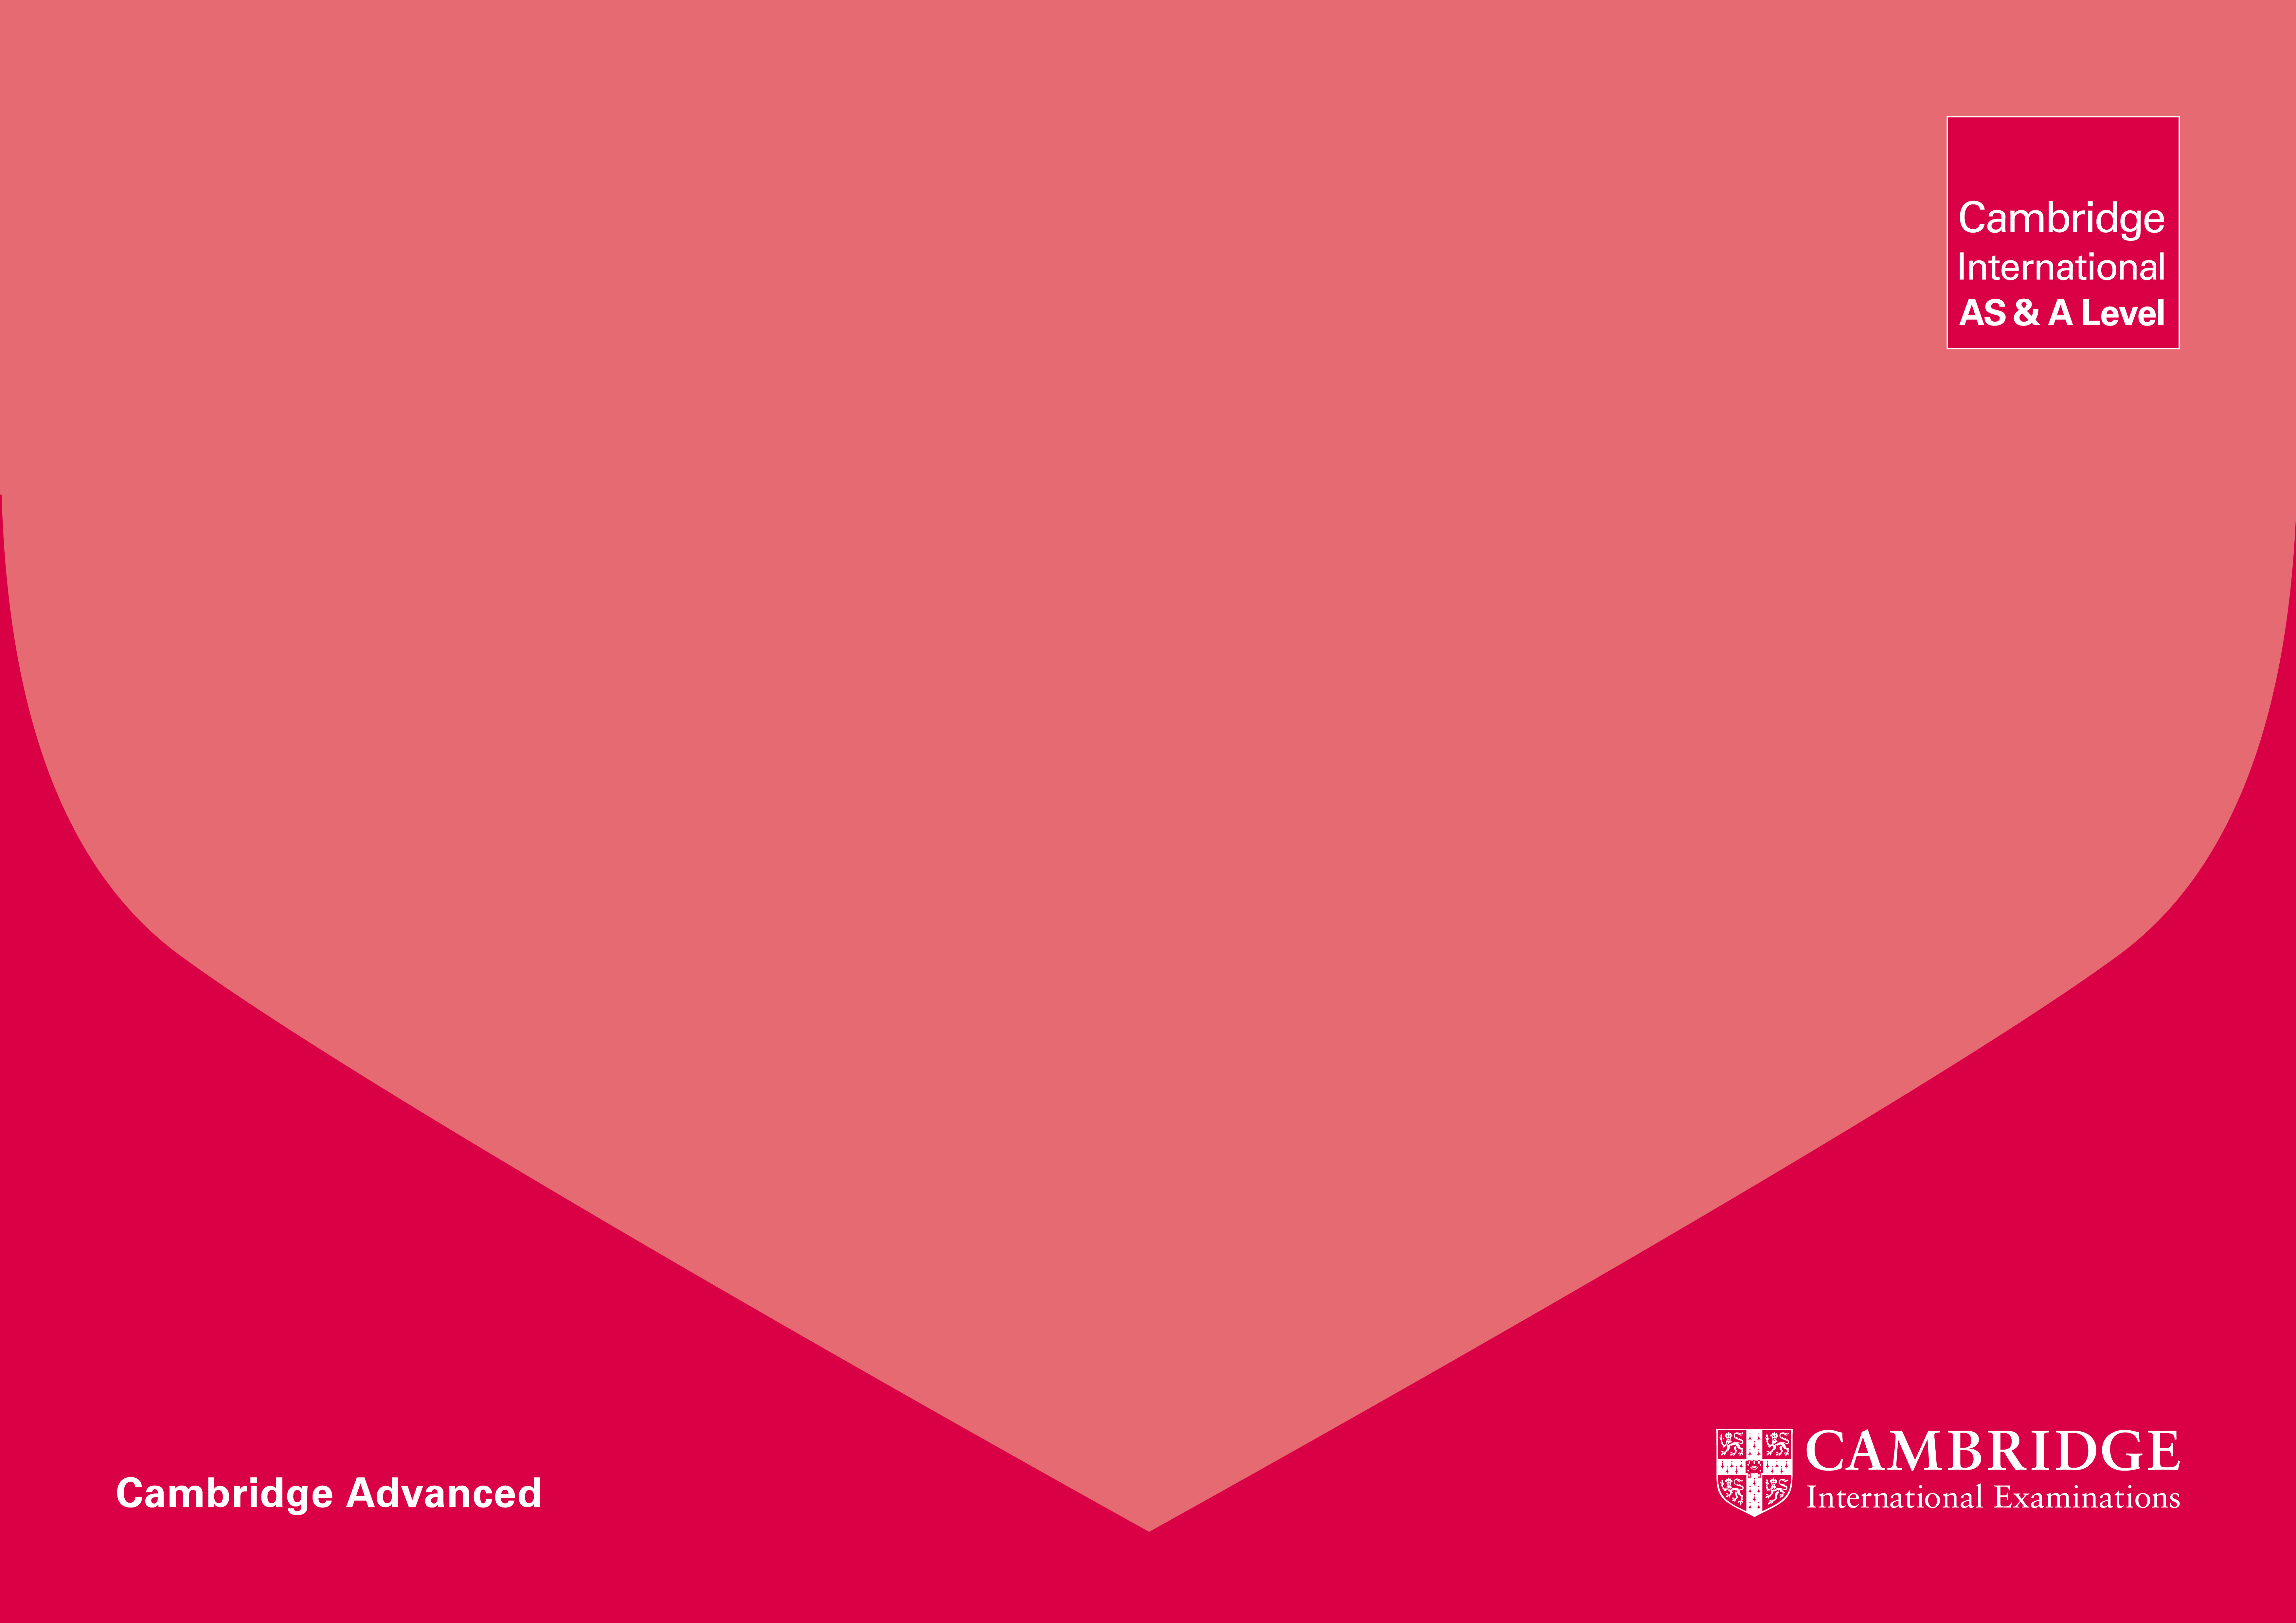 Cambridge
International
AS & A Level
Cambridge Advanced
CAMBRIDGE
International Examinations